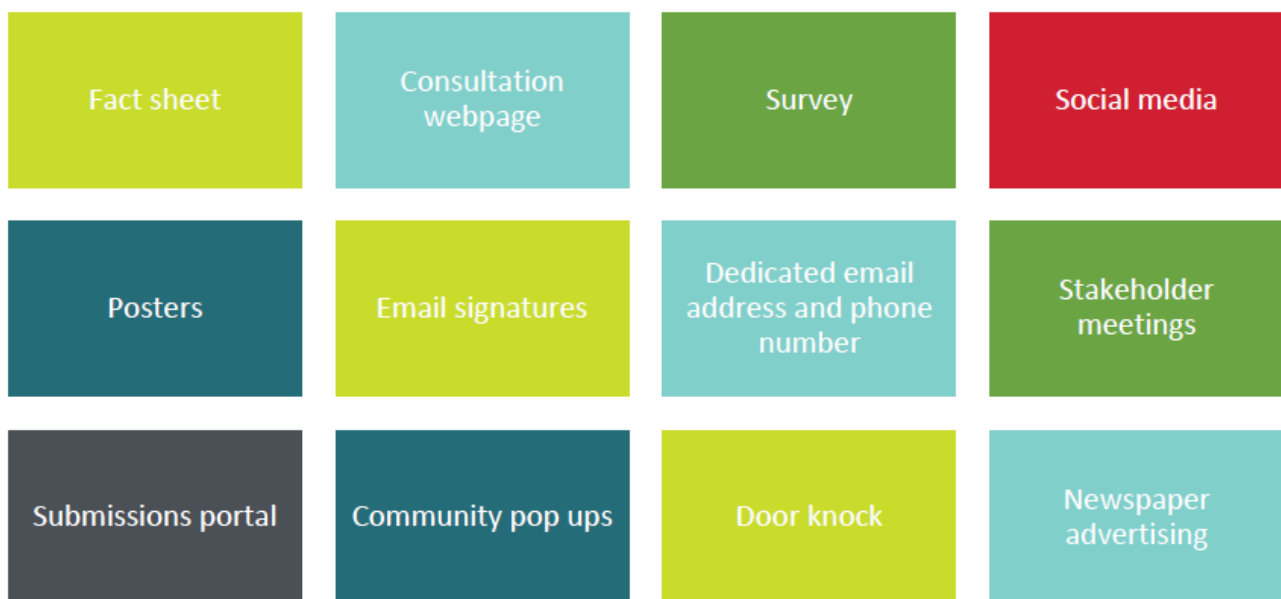 Fact sheet
Consultation
webpage
Survey
Social media
Posters
Email signatures
Dedicated email
address and phone
number
Stakeholder
meetings
Submissions portal
Community pop ups
Door knock
Newspaper
advertising